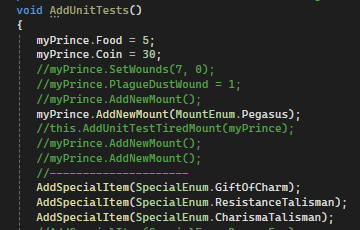 void AddUnitTests()
{
myPrince.Food = 5;
myPrince.Coin = 30;
//myPrince.SetWounds(7, 0);
//myPrince.PlagueDustWound = 1;
//myPrince.AddNewMount();
myPrince.AddNewMount(MountEnum.Pegasus);
//this.AddUnitTestTiredMount(myPrince);
//myPrince.AddNewMount();
//myPrince.AddNewMount();
//---------------------
AddSpecialItem(SpecialEnum.GiftOfCharm);
AddSpecialItem(SpecialEnum.ResistanceTalisman);
AddSpecialItem(SpecialEnum.CharismaTalisman);